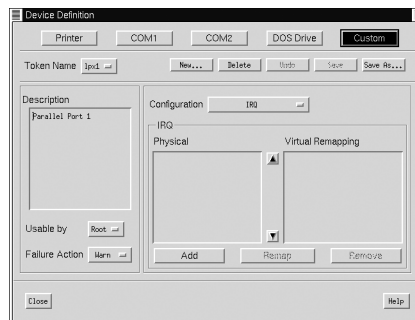 Device Definition
Printer COM1 COM2 DOS Drive Custom
Token Name lpx1 New... Delete Undo Save Save As...
Description
Parallel Port 1
Configuration IRQ
IRQ
Physical Virtual Remapping
Usable by Root
Failure Action Warn
Add Remap Remove
Close Help